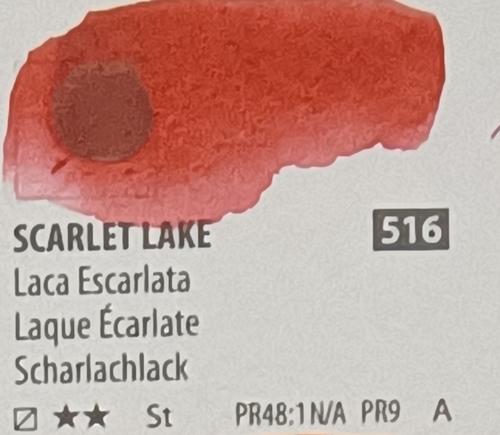 SCARLET LAKE 516
Laca Escarlata
Laque Écarlate
Scharlachlack
★★ St PR48:1 N/A PR9 A